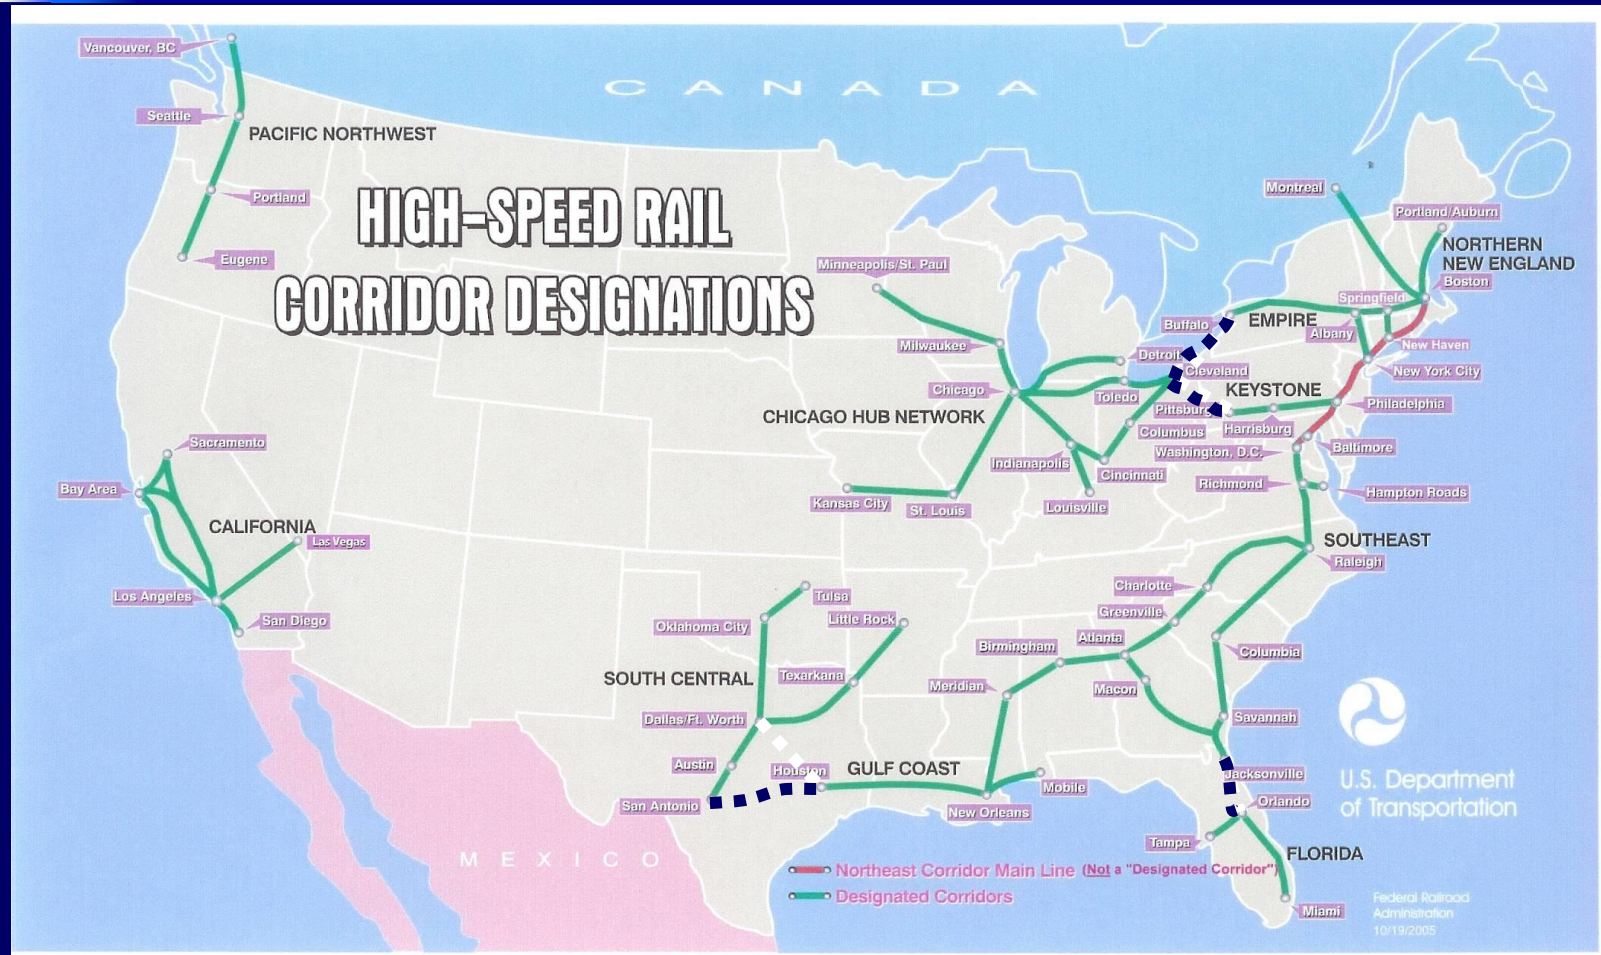 CANADA
Vancouver, BC
Seattle
PACIFIC NORTHWEST
Portland
Eugene
HIGH-SPEED RAIL
CORRIDOR DESIGNATIONS
Minneapolis/St. Paul
Milwaukee
Chicago
CHICAGO HUB NETWORK
Detroit
Toledo
Cleveland
Columbus
Indianapolis
Cincinnati
Kansas City
St. Louis
Louisville
Montreal
Portland/Auburn
NORTHERN
NEW ENGLAND
Boston
Springfield
Buffalo
EMPIRE
Albany
New Haven
New York City
KEYSTONE
Pittsburg
Harrisburg
Philadelphia
Washington, D.C.
Baltimore
Richmond
Hampton Roads
Sacramento
Bay Area
CALIFORNIA
Las Vegas
Los Angeles
San Diego
SOUTHEAST
Raleigh
Charlotte
Greenville
Atlanta
Birmingham
Columbia
Meridian
Macon
Savannah
Tulsa
Oklahoma City
Little Rock
SOUTH CENTRAL
Texarkana
Dallas/Ft. Worth
Austin
Houston
GULF COAST
San Antonio
New Orleans
Mobile
Jacksonville
Orlando
Tampa
FLORIDA
Miami
MEXICO
U.S. Department
of Transportation
Northeast Corridor Main Line (Not a "Designated Corridor")
Designated Corridors
Federal Railroad
Administration
10/19/2005